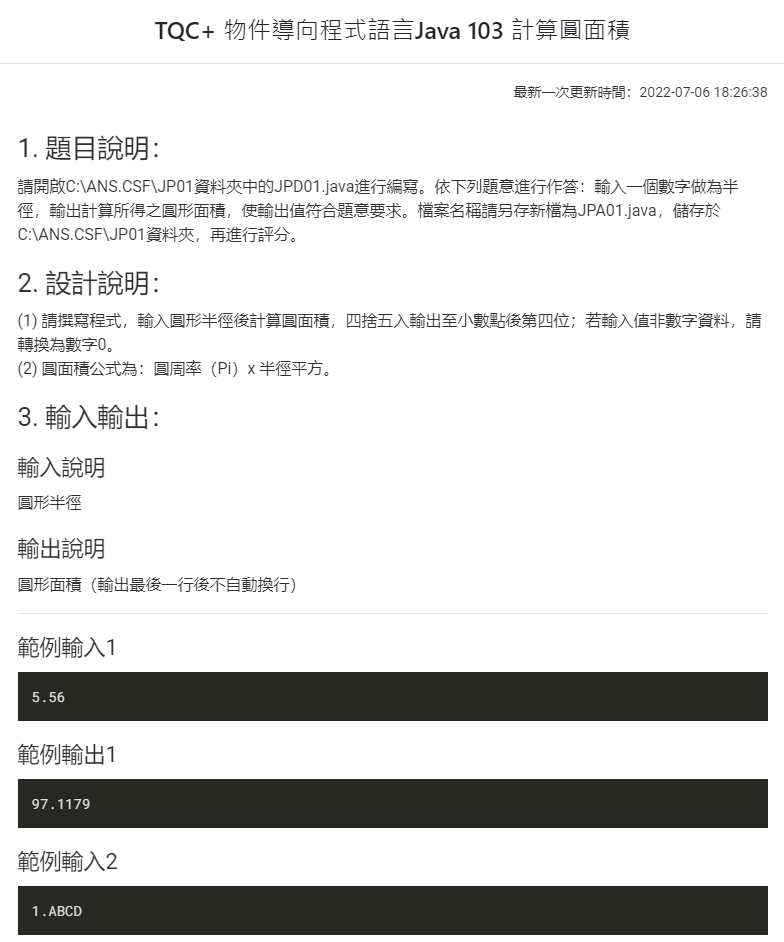 TQC+ 物件導向程式語言Java 103 計算圓面積
最新一次更新時間：2022-07-06 18:26:38
1. 題目說明：
請開啟C:\ANS.CSF\JP01資料夾中的JPD01.java進行編寫。依下列題意進行作答：輸入一個數字做為半
徑，輸出計算所得之圓形面積，使輸出值符合題意要求。檔案名稱請另存新檔為JPA01.java，儲存於
C:\ANS.CSF\JP01資料夾，再進行評分。
2. 設計說明：
(1) 請撰寫程式，輸入圓形半徑後計算圓面積，四捨五入輸出至小數點後第四位；若輸入值非數字資料，請
轉換為數字0。
(2) 圓面積公式為：圓周率（Pi）x 半徑平方。
3. 輸入輸出：
輸入說明
圓形半徑
輸出說明
圓形面積（輸出最後一行後不自動換行）
範例輸入1
5.56
範例輸出1
97.1179
範例輸入2
1.ABCD